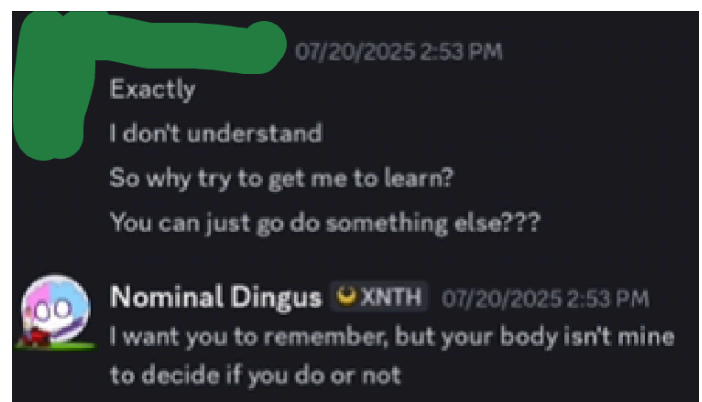 07/20/2025 2:53 PM
Exactly
I don't understand
So why try to get me to learn?
You can just go do something else???
Nominal Dingus XNTH 07/20/2025 2:53 PM
I want you to remember, but your body isn't mine
to decide if you do or not